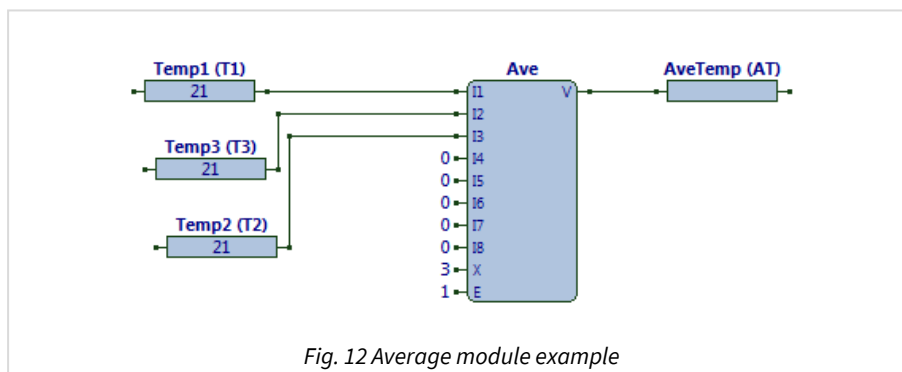 Temp1 (T1) Ave AveTemp (AT)
21 I1 V
I2
Temp3 (T3) I3
21 0 I4
0 I5
0 I6
Temp2 (T2) 0 I7
21 0 I8
3 X
1 E
Fig. 12 Average module example